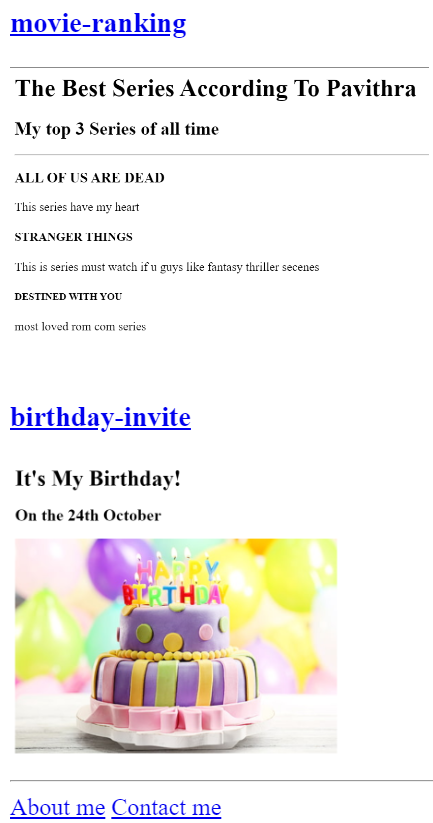 movie-ranking
The Best Series According To Pavithra
My top 3 Series of all time
ALL OF US ARE DEAD
This series have my heart
STRANGER THINGS
This is series must watch if u guys like fantasy thriller secenes
DESTINED WITH YOU
most loved rom com series
birthday-invite
It's My Birthday!
On the 24th October
HAPPY
BIRTHDAY
About me Contact me